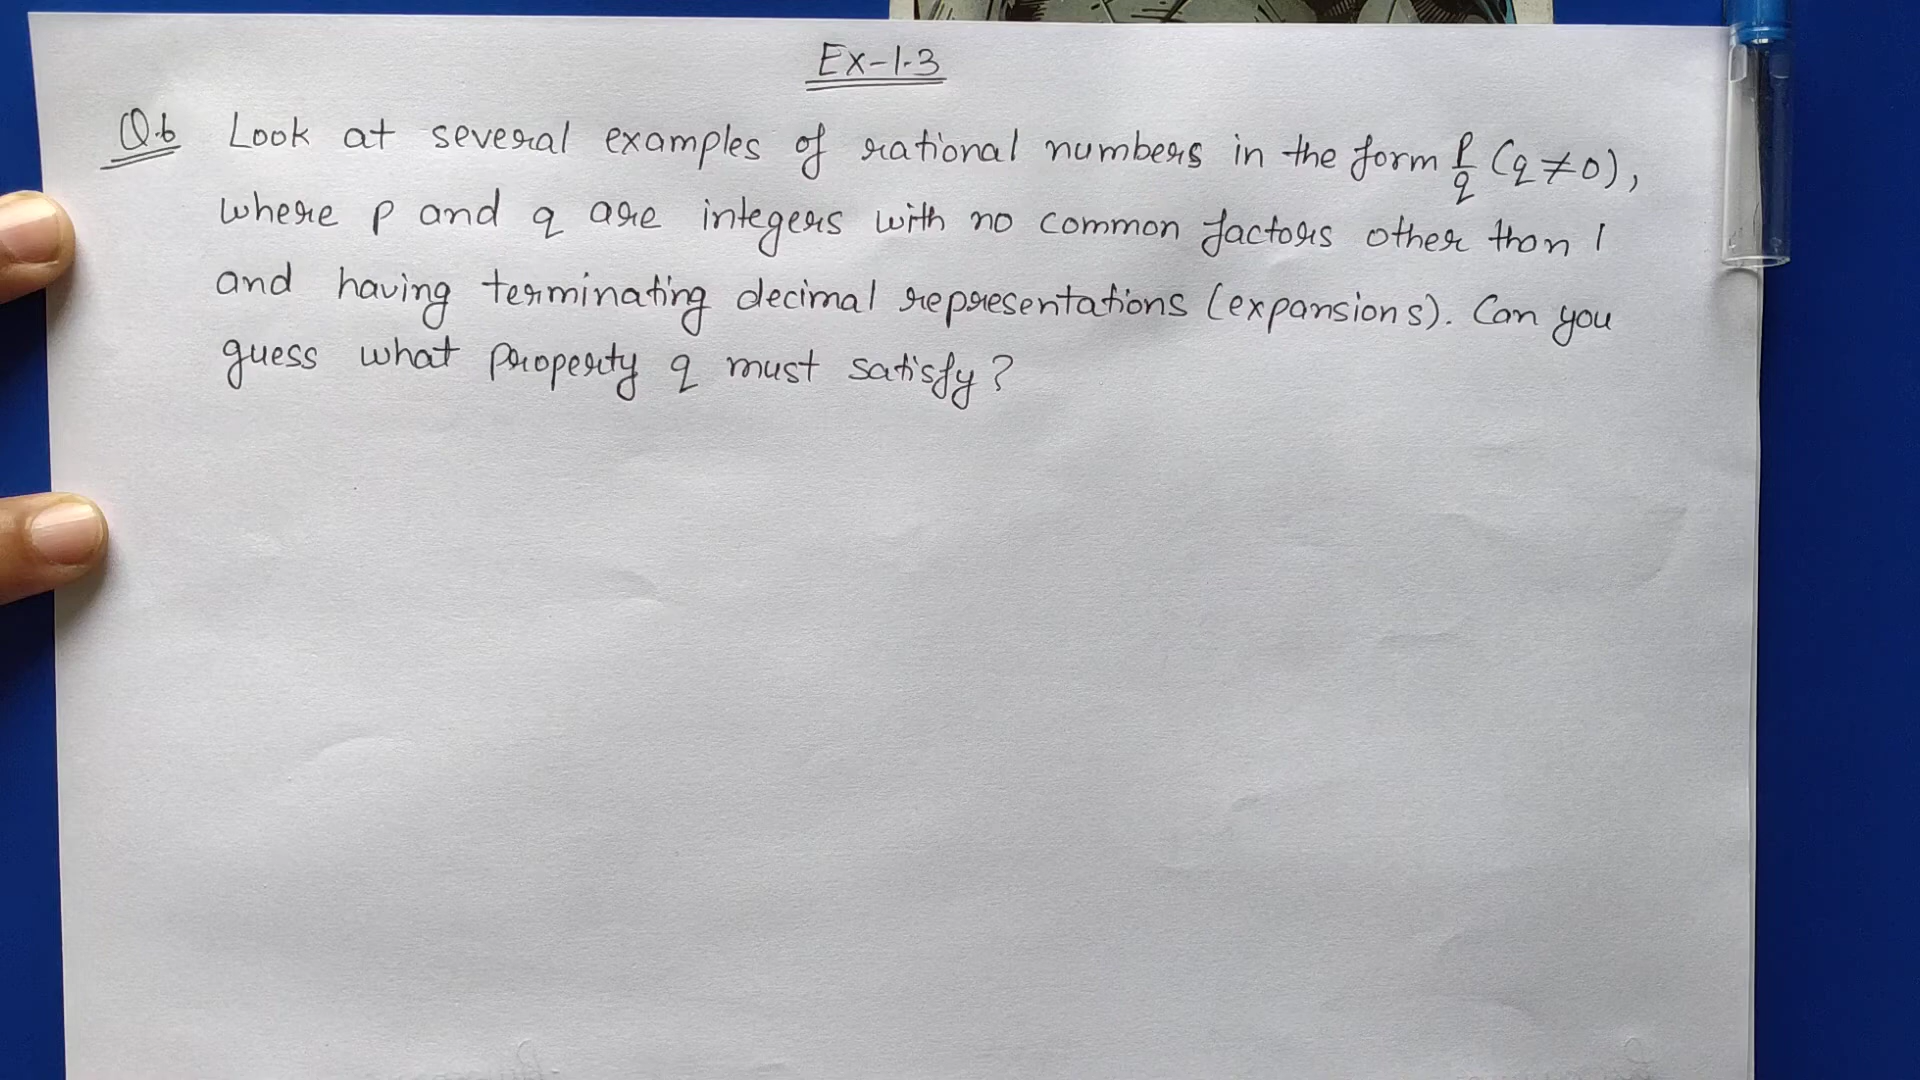 Ex-1.3
Q.6 Look at several examples of rational numbers in the form p/q (q≠0),
where p and q are integers with no common factors other than 1
and having terminating decimal representations (expansions). Can you
guess what property q must satisfy?